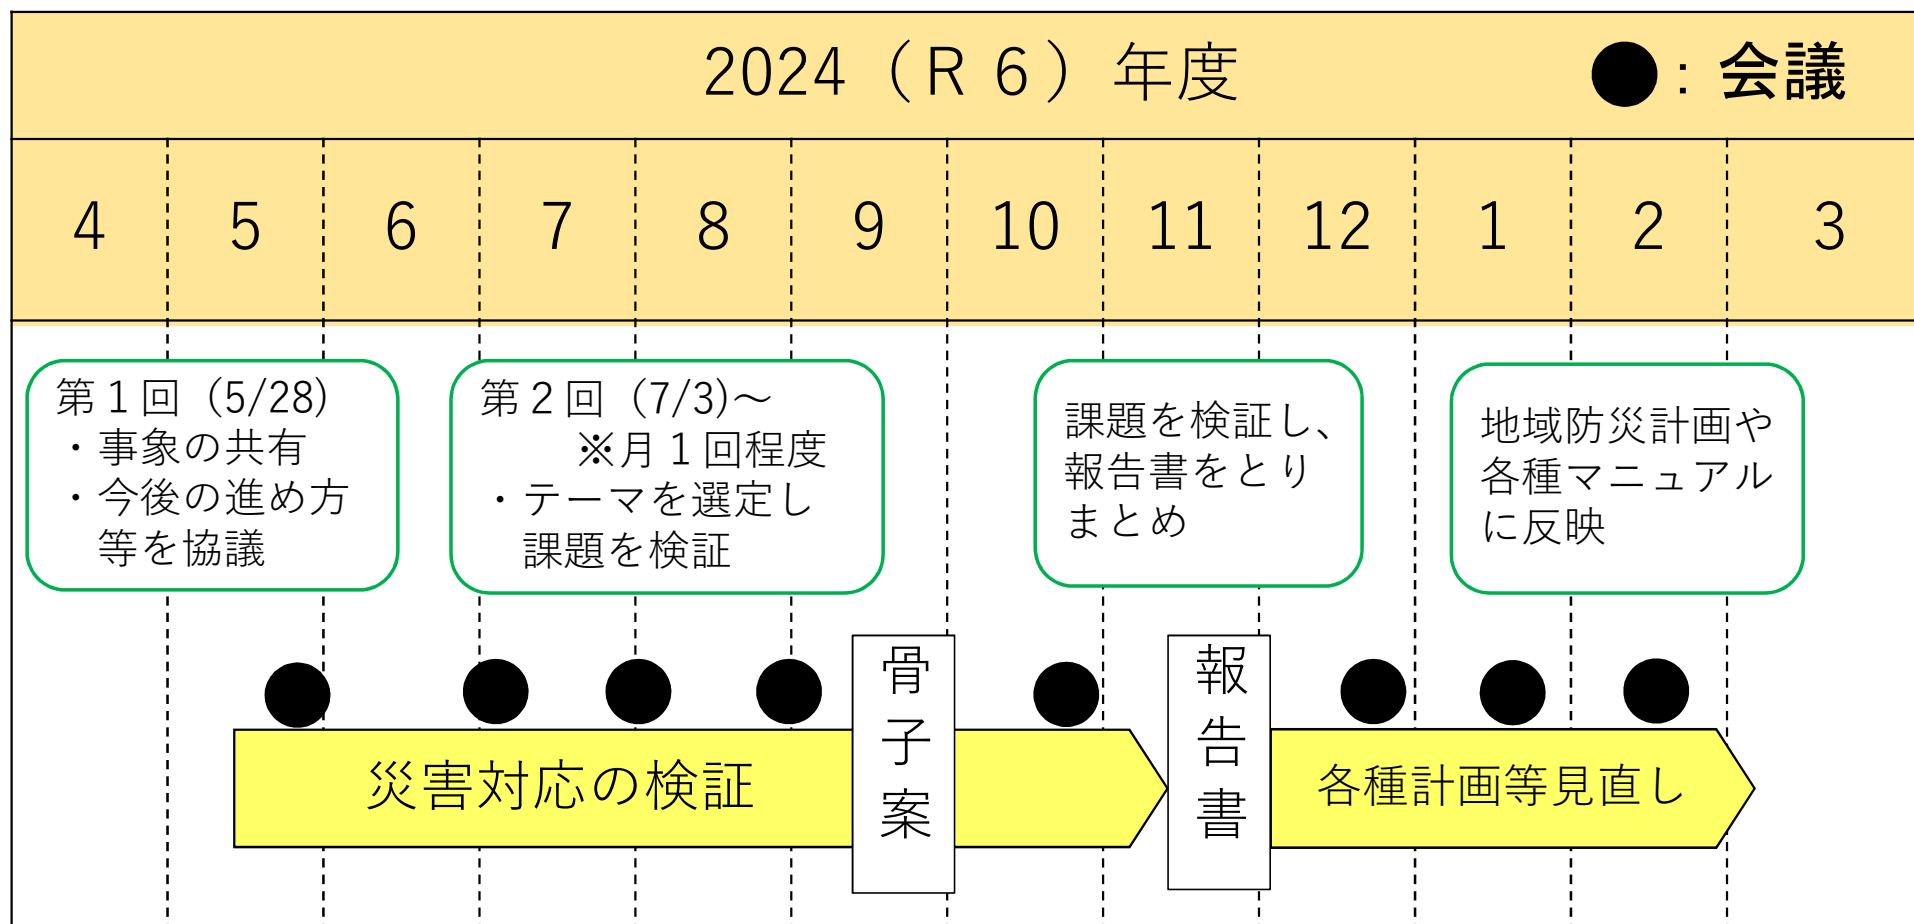 2024（Ｒ６）年度
●：会議
4 5 6 7 8 9 10 11 12 1 2 3
第１回（5/28）
・事象の共有
・今後の進め方
等を協議
第２回（7/3)～
※月１回程度
・テーマを選定し
課題を検証
課題を検証し、
報告書をとり
まとめ
地域防災計画や
各種マニュアル
に反映
災害対応の検証
骨子案
報告書
各種計画等見直し